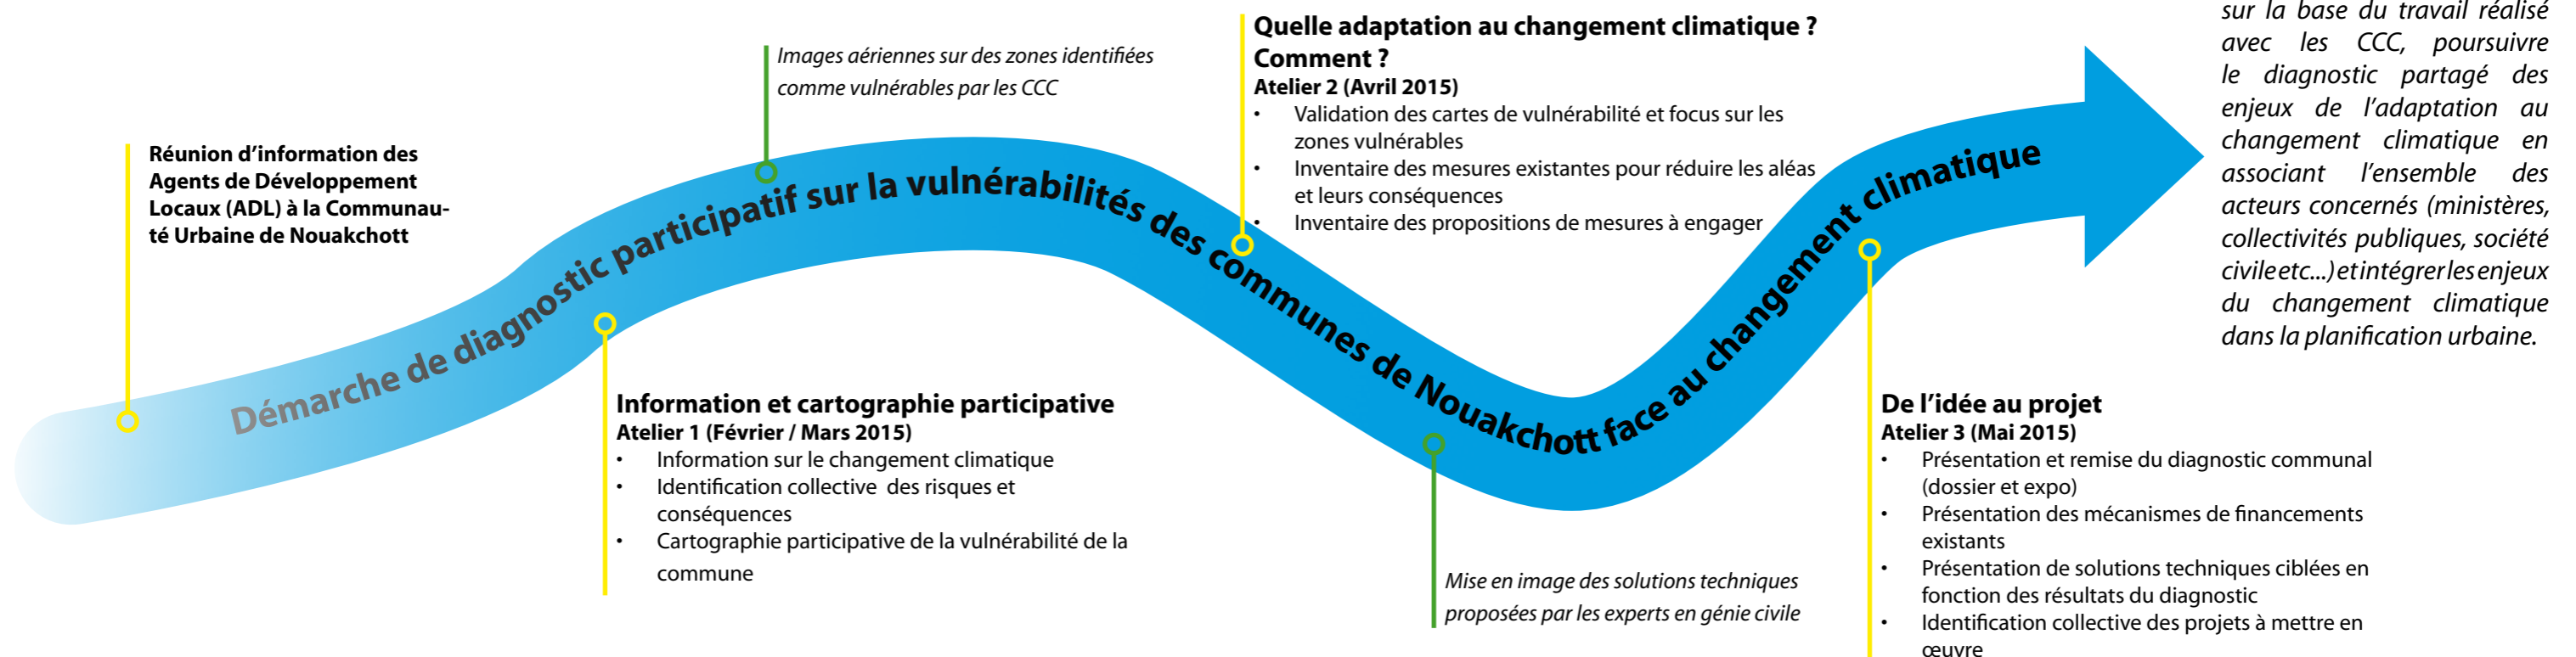 Réunion d’information des
Agents de Développement
Locaux (ADL) à la Communau-
té Urbaine de Nouakchott
Démarche de diagnostic participatif sur la vulnérabilités des communes de Nouakchott face au changement climatique
Images aériennes sur des zones identifiées
comme vulnérables par les CCC
Information et cartographie participative
Atelier 1 (Février / Mars 2015)
• Information sur le changement climatique
• Identification collective des risques et
conséquences
• Cartographie participative de la vulnérabilité de la
commune
Quelle adaptation au changement climatique ?
Comment ?
Atelier 2 (Avril 2015)
• Validation des cartes de vulnérabilité et focus sur les
zones vulnérables
• Inventaire des mesures existantes pour réduire les aléas
et leurs conséquences
• Inventaire des propositions de mesures à engager
Mise en image des solutions techniques
proposées par les experts en génie civile
De l’idée au projet
Atelier 3 (Mai 2015)
• Présentation et remise du diagnostic communal
(dossier et expo)
• Présentation des mécanismes de financements
existants
• Présentation de solutions techniques ciblées en
fonction des résultats du diagnostic
• Identification collective des projets à mettre en
œuvre
sur la base du travail réalisé
avec les CCC, poursuivre
le diagnostic partagé des
enjeux de l’adaptation au
changement climatique en
associant l’ensemble des
acteurs concernés (ministères,
collectivités publiques, société
civile etc...) et intégrer les enjeux
du changement climatique
dans la planification urbaine.